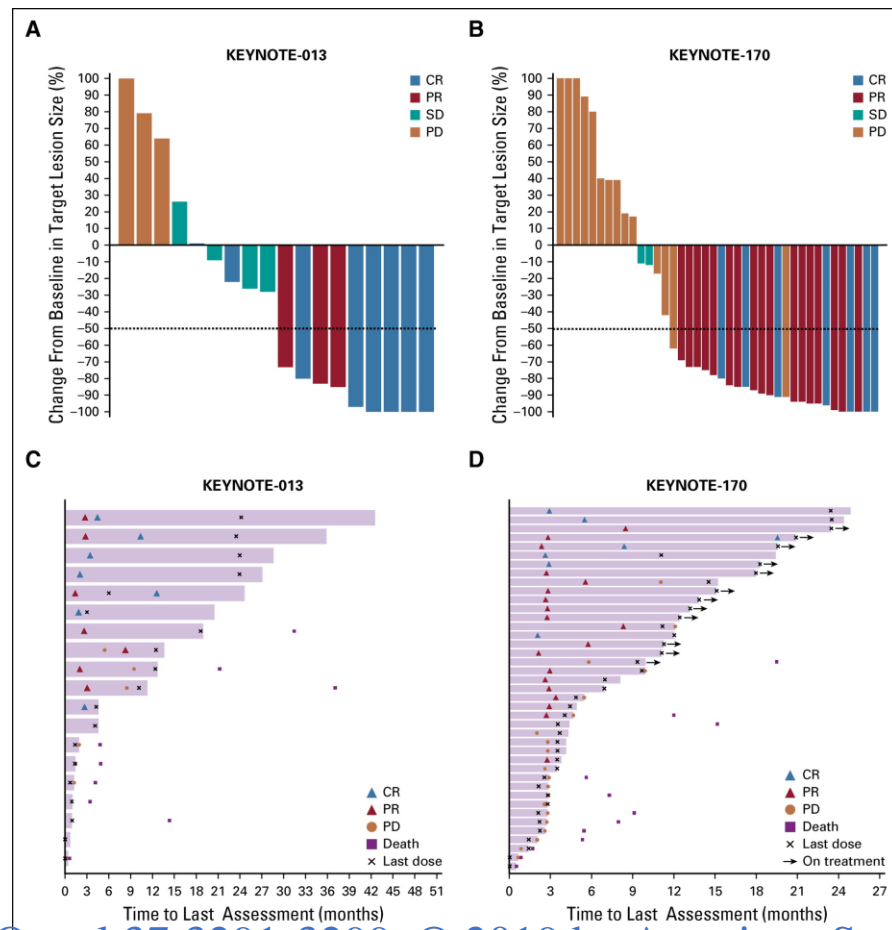 A
KEYNOTE-013
Change From Baseline in Target Lesion Size (%)
100
90
80
70
60
50
40
30
20
10
0
−10
−20
−30
−40
−50
−60
−70
−80
−90
−100
CR
PR
SD
PD
B
KEYNOTE-170
Change From Baseline in Target Lesion Size (%)
100
90
80
70
60
50
40
30
20
10
0
−10
−20
−30
−40
−50
−60
−70
−80
−90
−100
CR
PR
SD
PD
C
KEYNOTE-013
CR
PR
PD
Death
Last dose
0 3 6 9 12 15 18 21 24 27 30 33 36 39 42 45 48 51
Time to Last Assessment (months)
D
KEYNOTE-170
CR
PR
PD
Death
Last dose
On treatment
0 3 6 9 12 18 21 24 27
Time to Last Assessment (months)